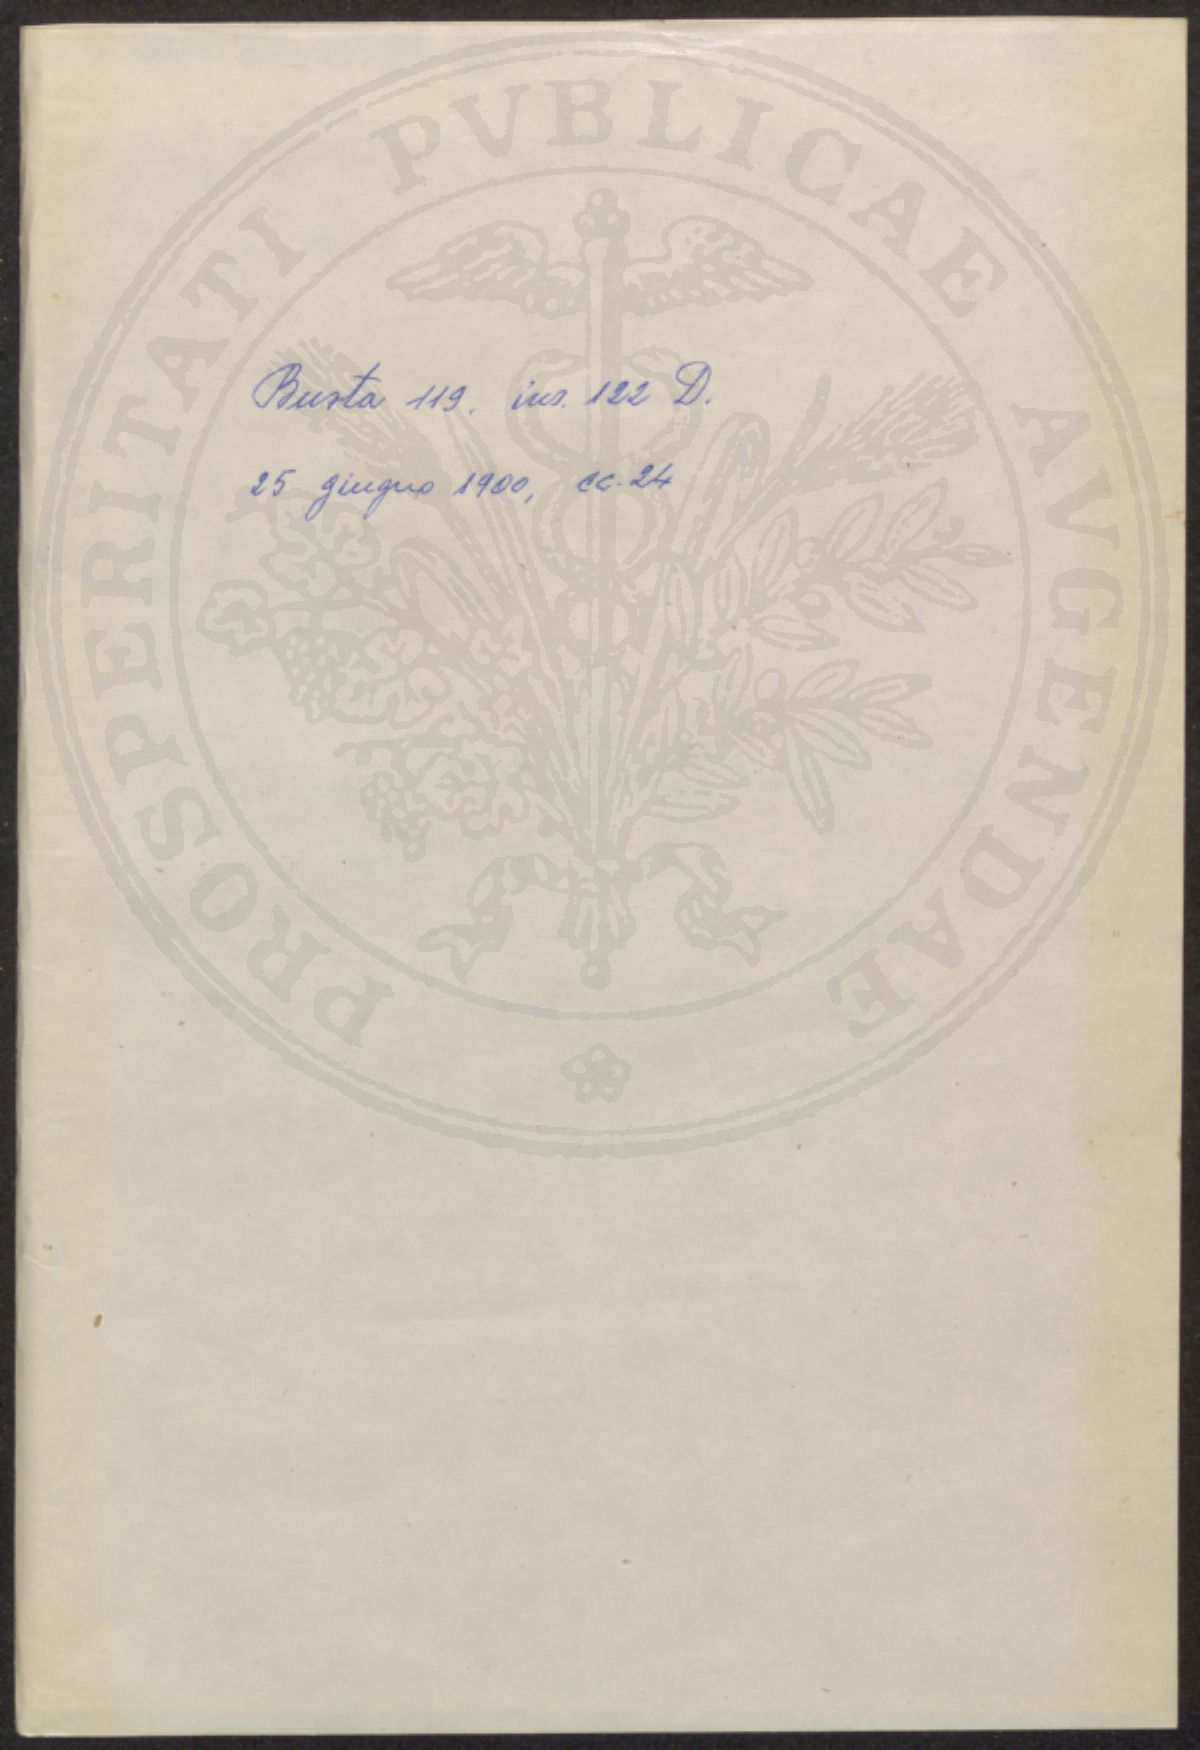 PROSPERITATI PVBLICAE AVGENDAE
Busta 119. ins. 122 D.
25 giugno 1900, cc. 24